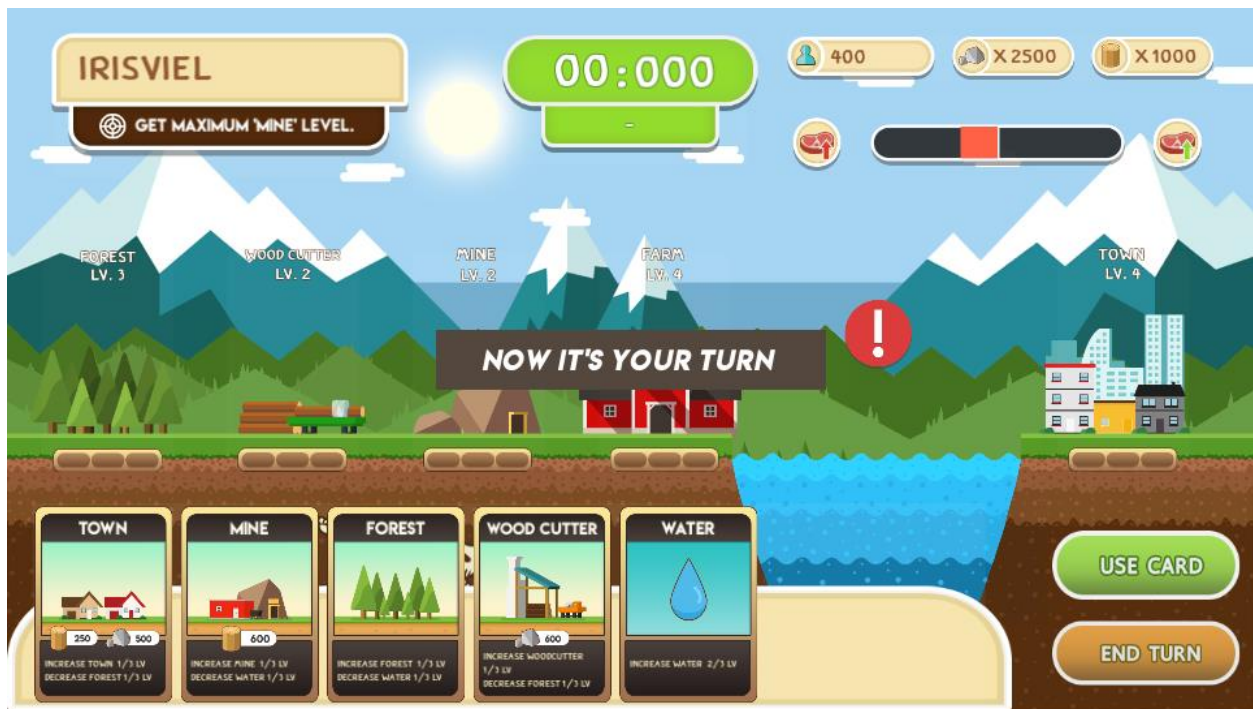 IRISVIEL
GET MAXIMUM 'MINE' LEVEL.
00:000
-
400
X 2500
X 1000
FOREST
LV. 3
WOOD CUTTER
LV. 2
MINE
LV. 2
FARM
LV. 4
TOWN
LV. 4
!
NOW IT'S YOUR TURN
TOWN
250
500
INCREASE TOWN 1/3 LV
DECREASE FOREST 1/3 LV
MINE
600
INCREASE MINE 1/3 LV
DECREASE WATER 1/3 LV
FOREST
INCREASE FOREST 1/3 LV
DECREASE WATER 1/3 LV
WOOD CUTTER
600
INCREASE WOODCUTTER
1/3 LV
DECREASE FOREST 1/3 LV
WATER
INCREASE WATER 2/3 LV
USE CARD
END TURN